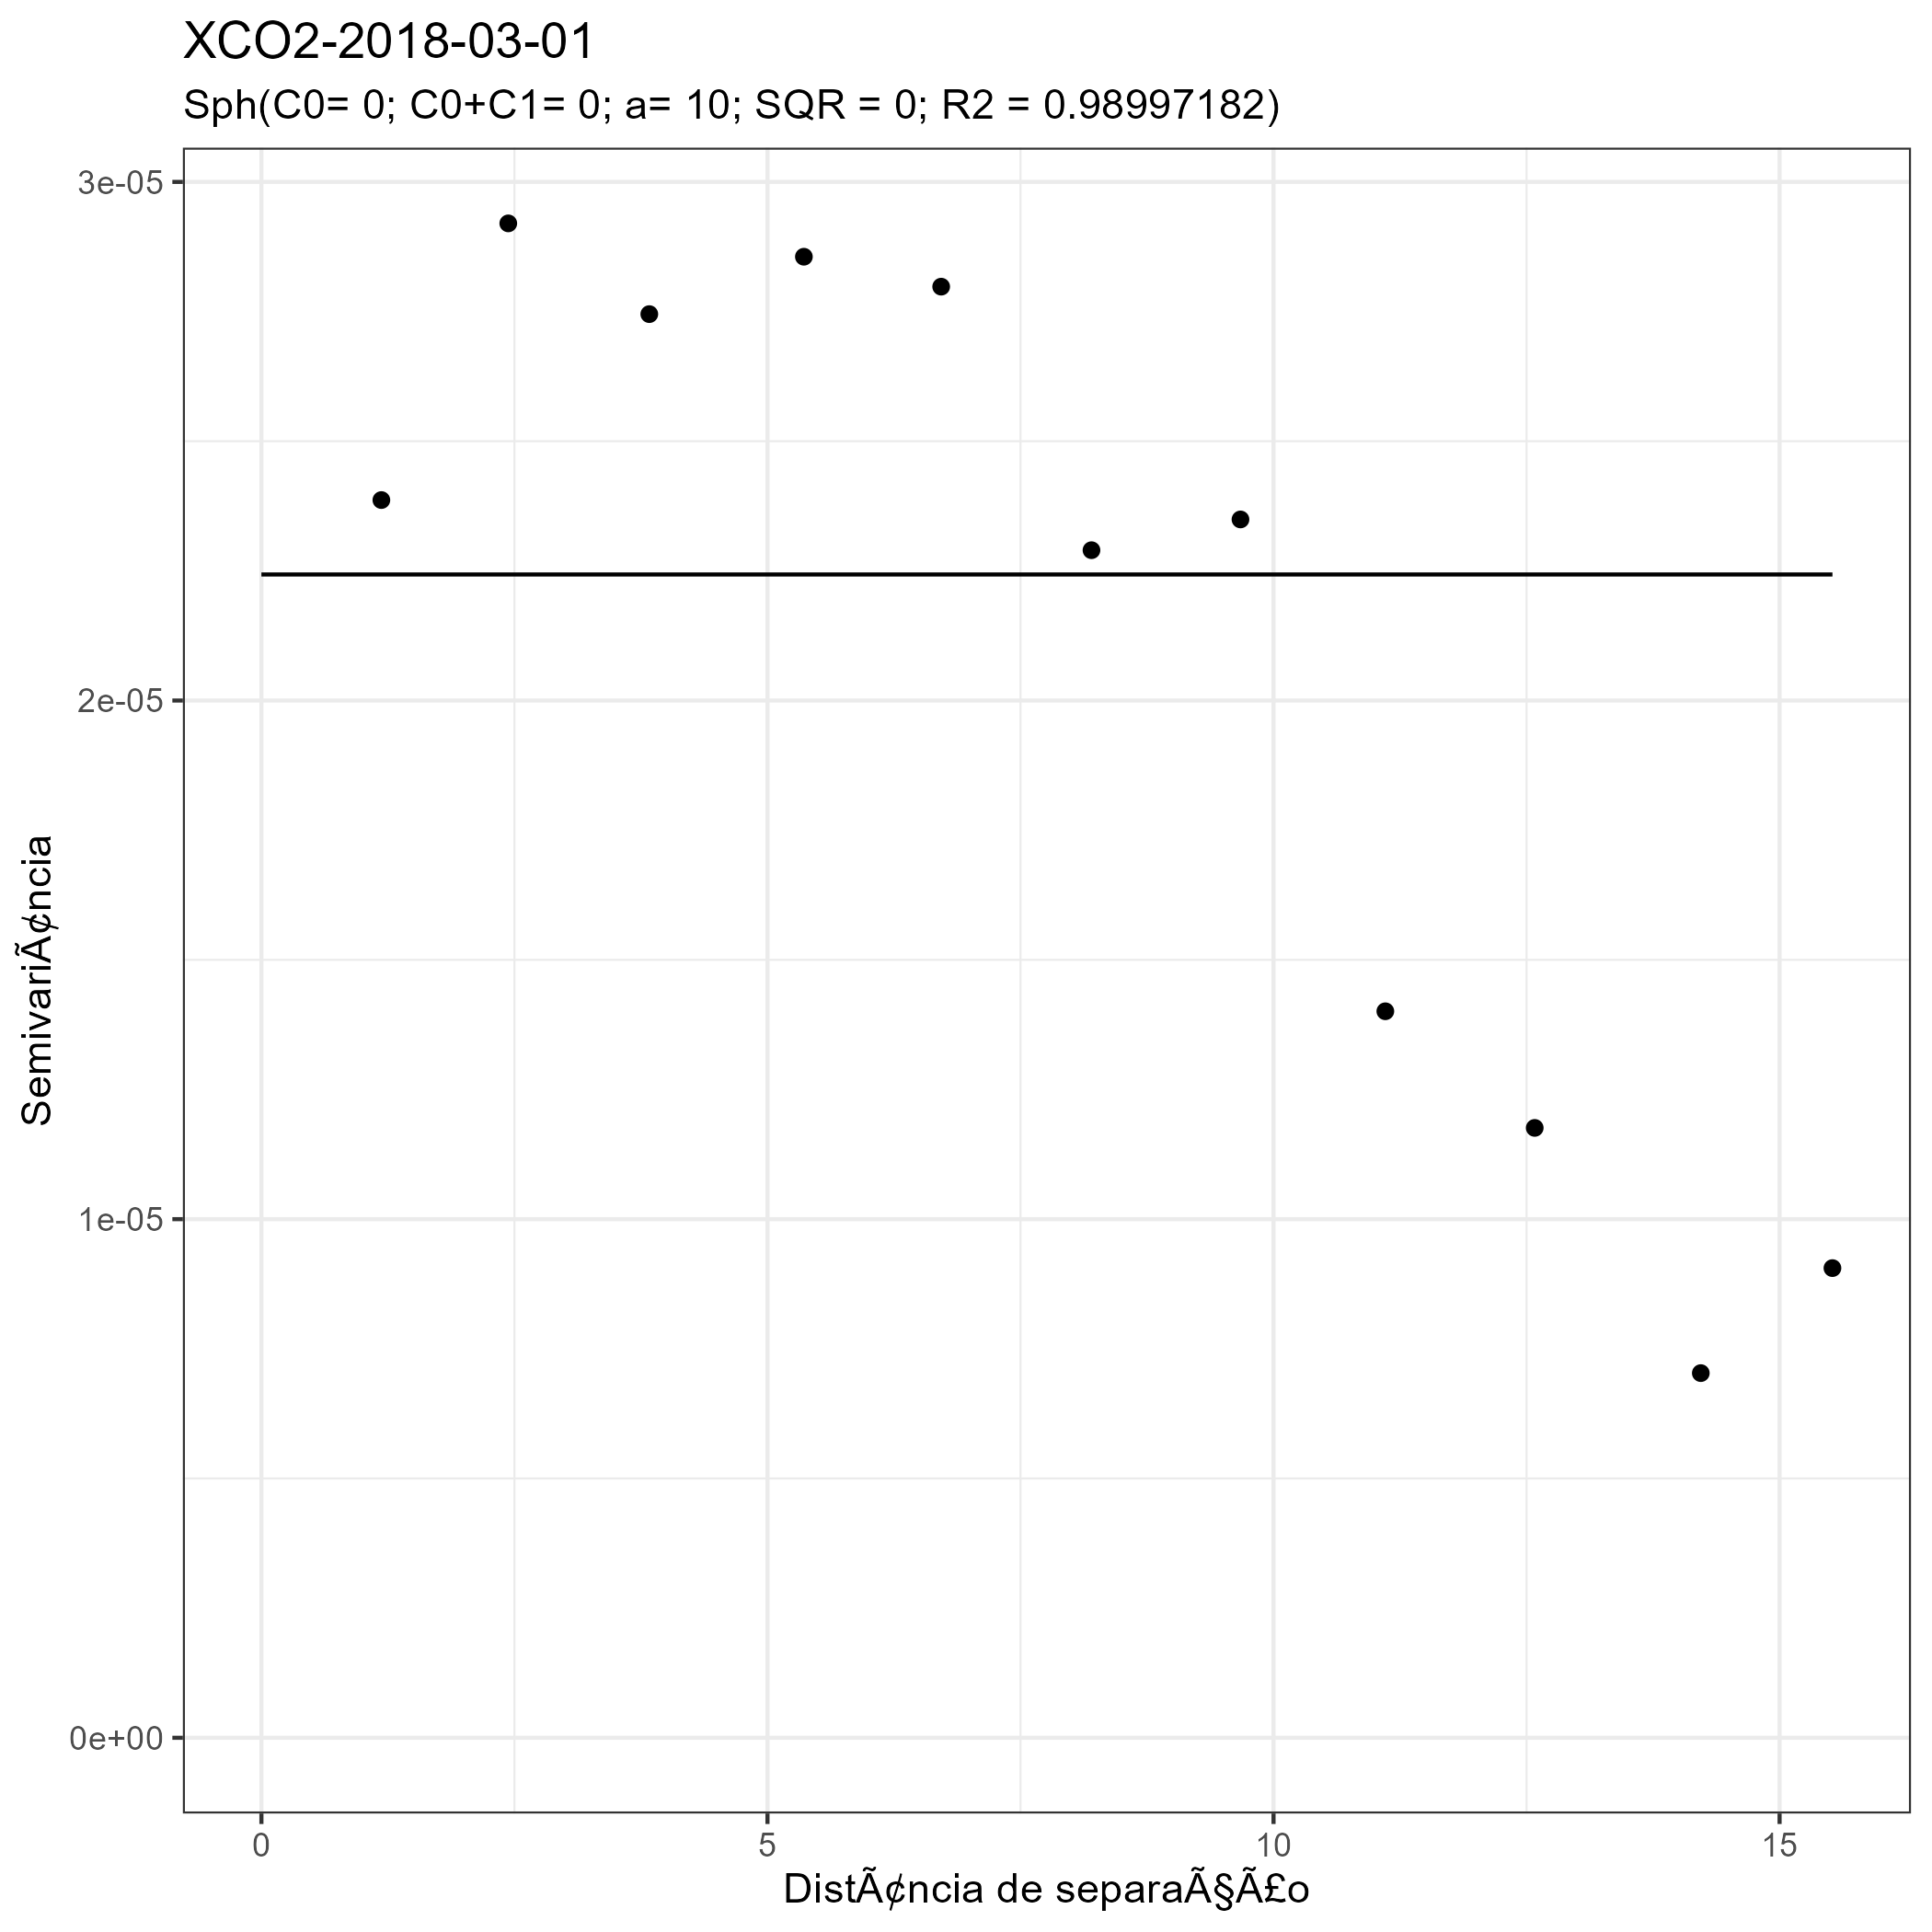 XCO2-2018-03-01
Sph(C0= 0; C0+C1= 0; a= 10; SQR = 0; R2 = 0.98997182)
3e-05
2e-05
1e-05
0e+00
SemivariÃ¢ncia
0
5
10
15
DistÃ¢ncia de separaÃ§Ã£o